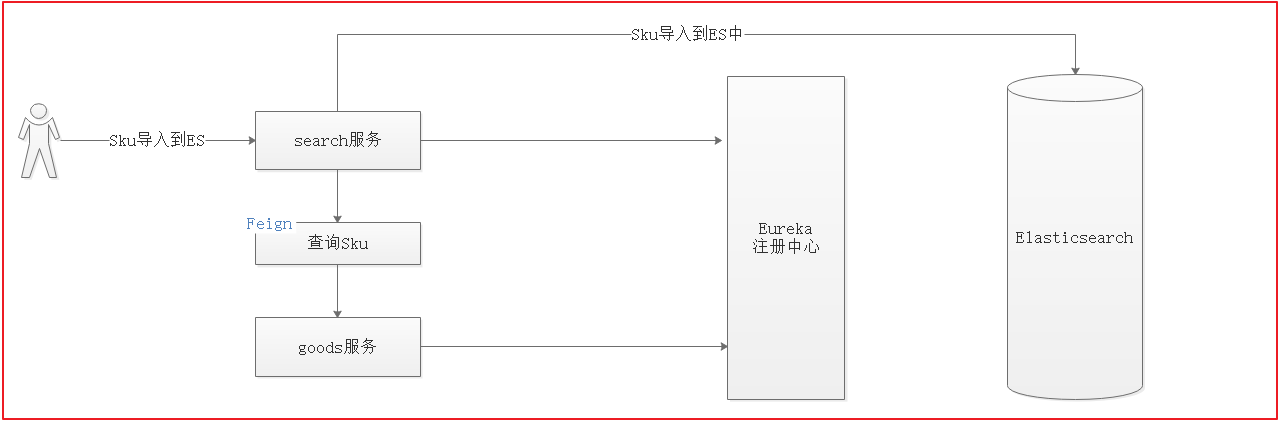 Sku导入到ES中
Sku导入到ES
search服务
Feign
查询Sku
goods服务
Eureka
注册中心
Elasticsearch